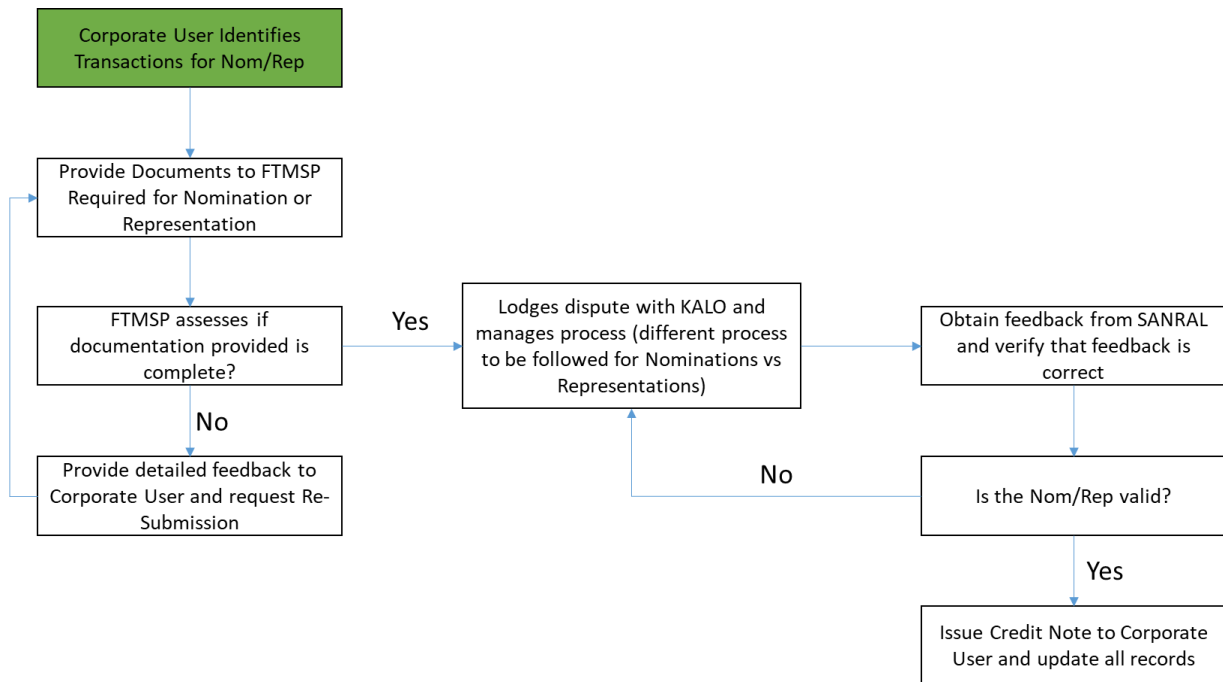 Corporate User Identifies
Transactions for Nom/Rep
Provide Documents to FTMSP
Required for Nomination or
Representation
FTMSP assesses if
documentation provided is
complete?
Yes
Lodges dispute with KALO and
manages process (different process
to be followed for Nominations vs
Representations)
Obtain feedback from SANRAL
and verify that feedback is
correct
No
Provide detailed feedback to
Corporate User and request Re-
Submission
No
Is the Nom/Rep valid?
Yes
Issue Credit Note to Corporate
User and update all records